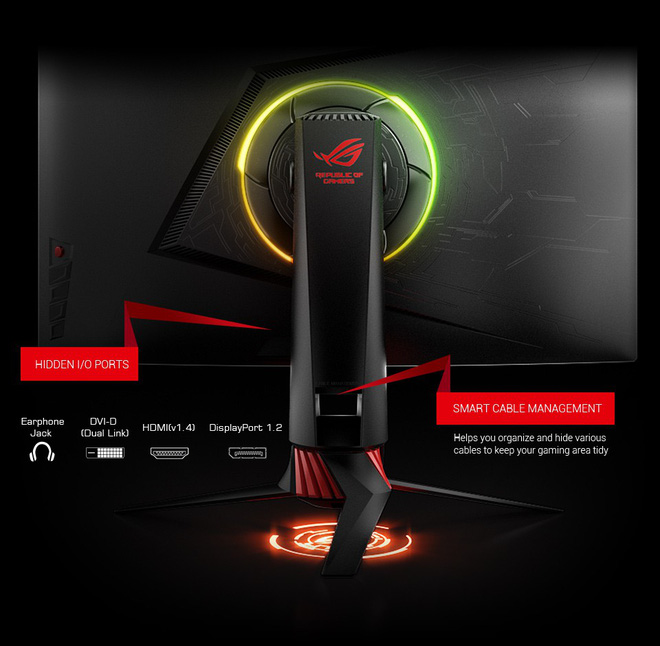 REPUBLIC OF
GAMERS
HIDDEN I/O PORTS
SMART CABLE MANAGEMENT
Helps you organize and hide various
cables to keep your gaming area tidy
Earphone
Jack
DVI-D
(Dual Link)
HDMI(v1.4)
DisplayPort 1.2